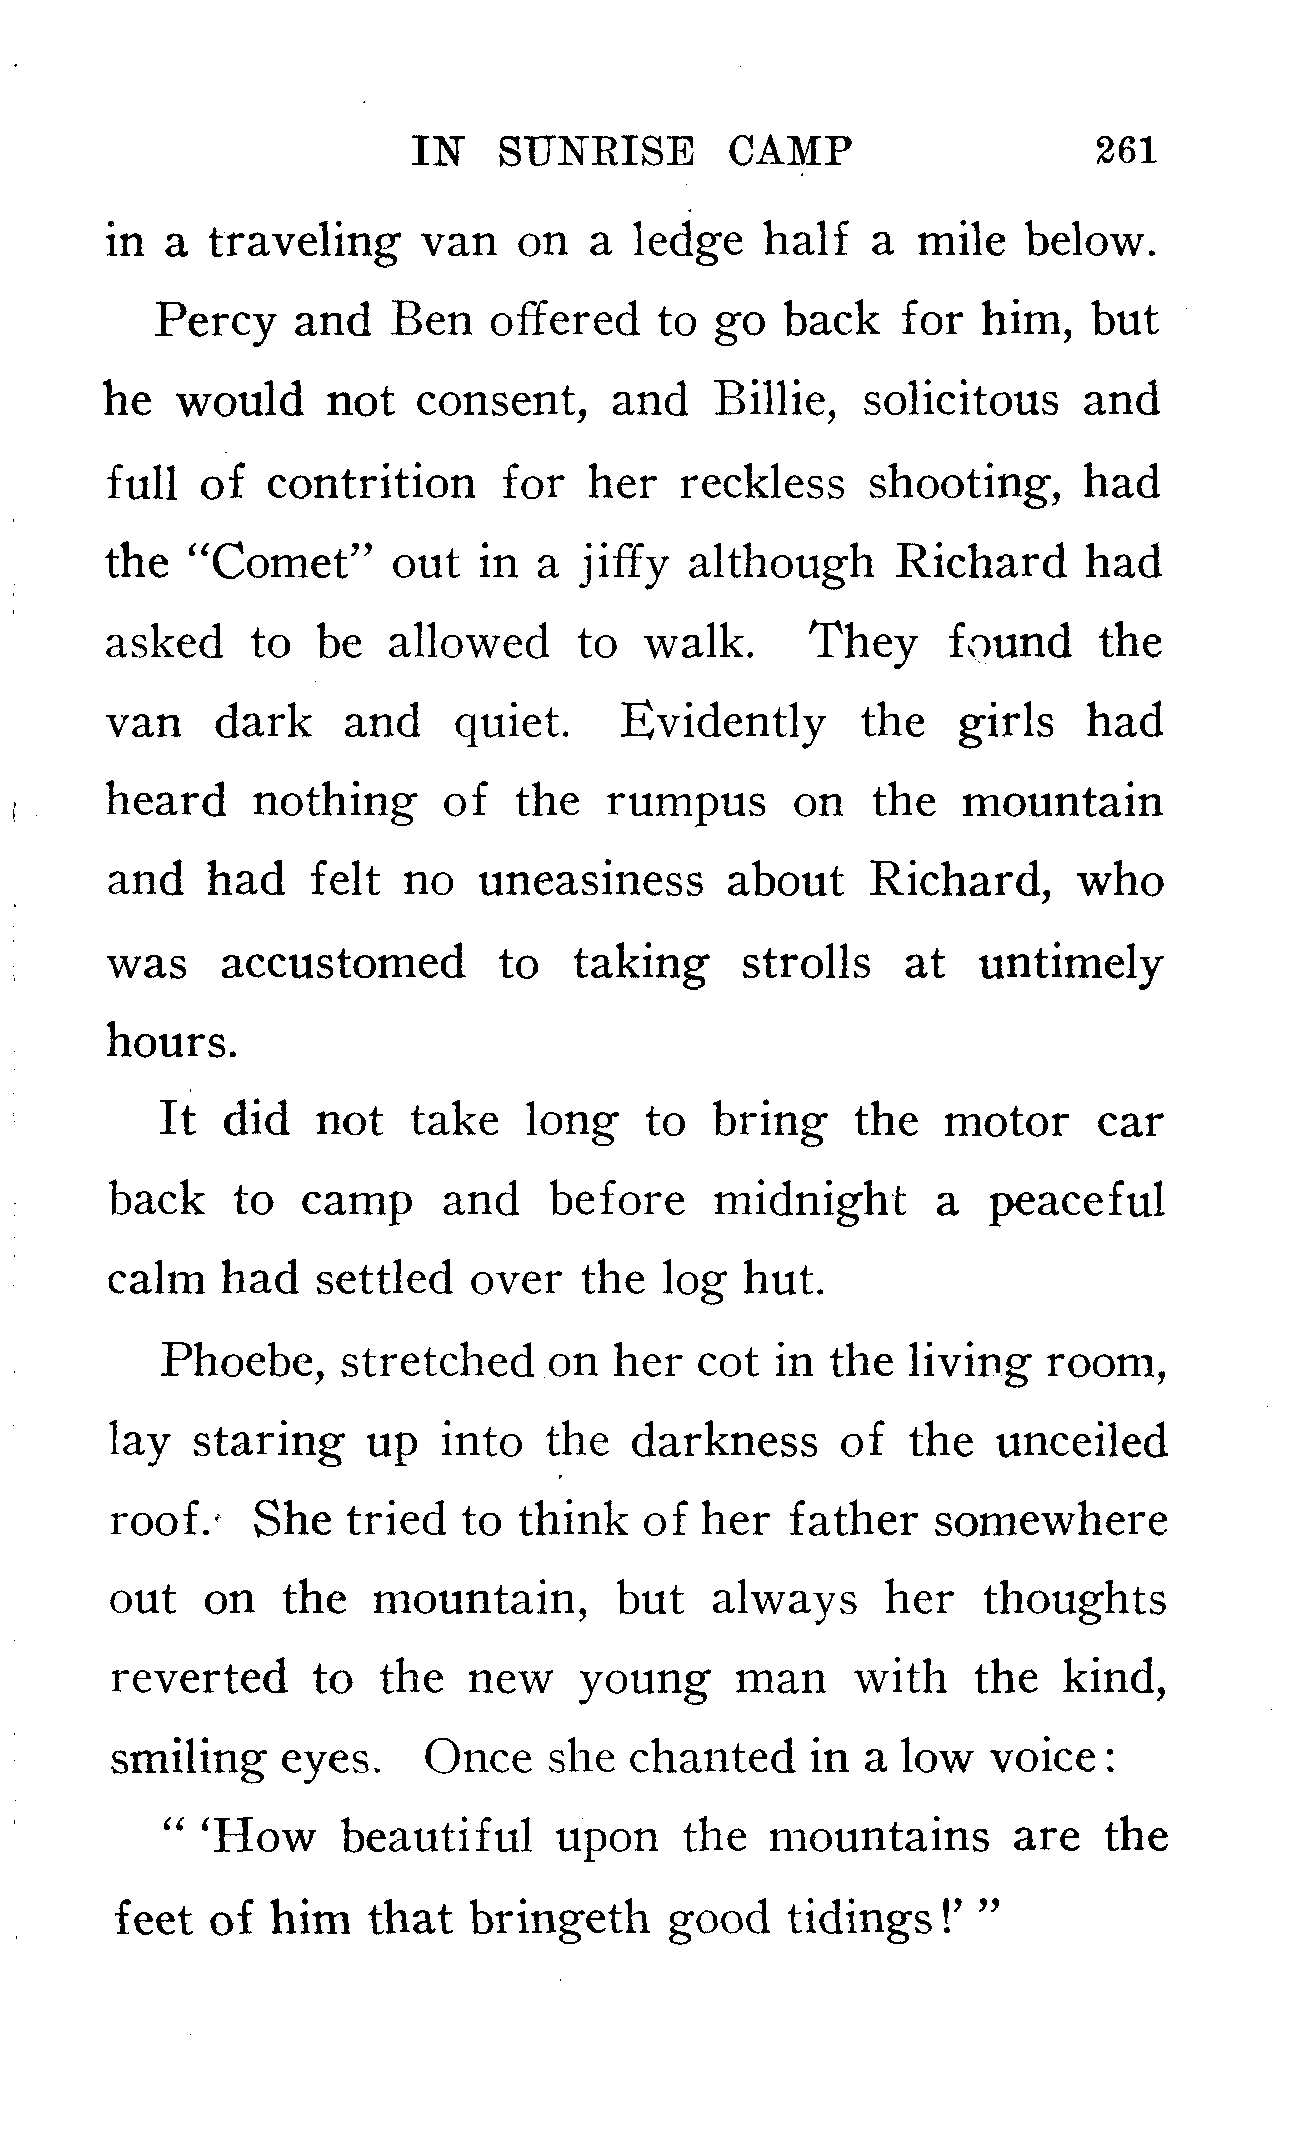 IN SUNRISE CAMP 261
in a traveling van on a ledge half a mile below.
Percy and Ben offered to go back for him, but
he would not consent, and Billie, solicitous and
full of contrition for her reckless shooting, had
the “Comet” out in a jiffy although Richard had
asked to be allowed to walk. They found the
van dark and quiet. Evidently the girls had
heard nothing of the rumpus on the mountain
and had felt no uneasiness about Richard, who
was accustomed to taking strolls at untimely
hours.
It did not take long to bring the motor car
back to camp and before midnight a peaceful
calm had settled over the log hut.
Phoebe, stretched on her cot in the living room,
lay staring up into the darkness of the unceiled
roof. She tried to think of her father somewhere
out on the mountain, but always her thoughts
reverted to the new young man with the kind,
smiling eyes. Once she chanted in a low voice:
“ ‘How beautiful upon the mountains are the
feet of him that bringeth good tidings!’ ”